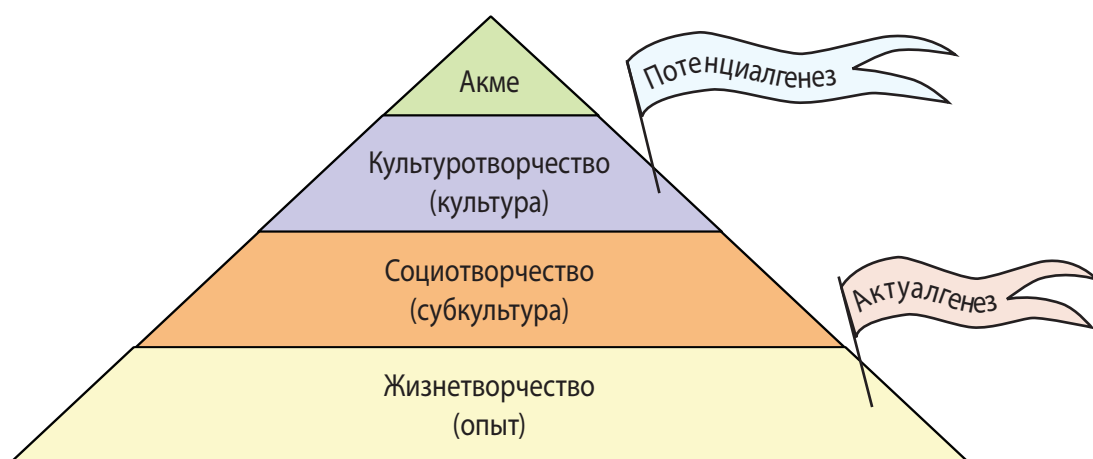 Акме
Потенциалгенез
Культуротворчество
(культура)
Социотворчество
(субкультура)
Актуалгенез
Жизнетворчество
(опыт)